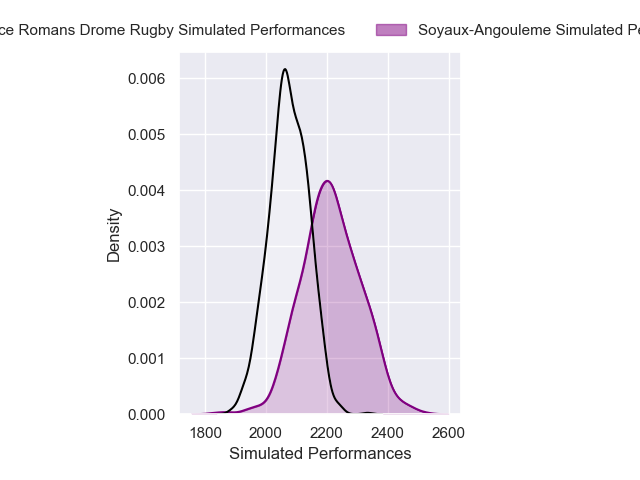 ce Romans Drome Rugby Simulated Performances Soyaux-Angouleme Simulated Pe
0.006
0.005
0.004
0.003
0.002
0.001
0.000
Density
1800 2000 2200 2400 2600
Simulated Performances